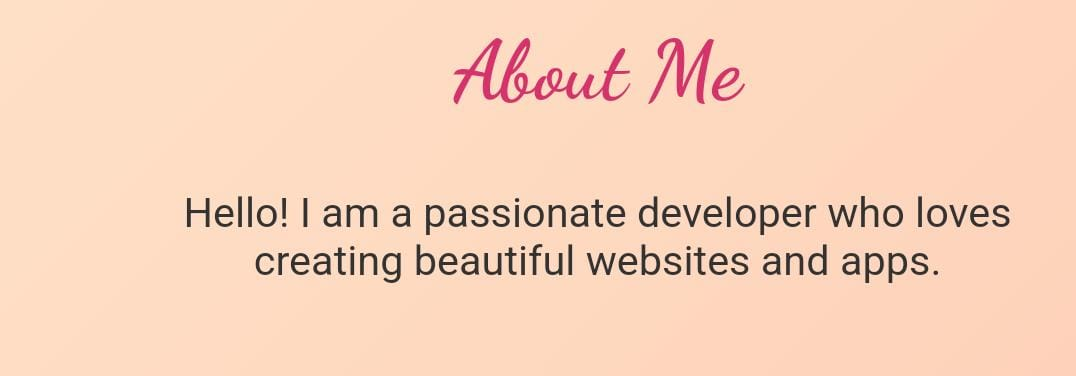 About Me
Hello! I am a passionate developer who loves
creating beautiful websites and apps.